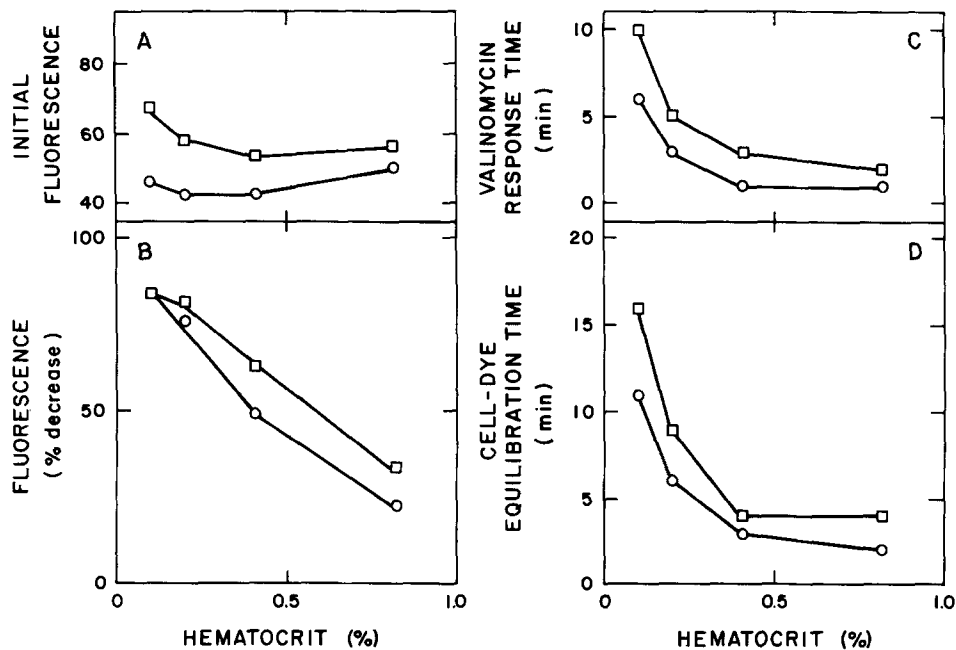 A
80
60
40
INITIAL
FLUORESCENCE
B
100
50
0
FLUORESCENCE
(% decrease)
0
0.5
1.0
HEMATOCRIT (%)
C
10
5
0
VALINOMYCIN
RESPONSE TIME
(min)
D
20
15
10
5
0
CELL-DYE
EQUILIBRATION TIME
(min)
0
0.5
1.0
HEMATOCRIT (%)